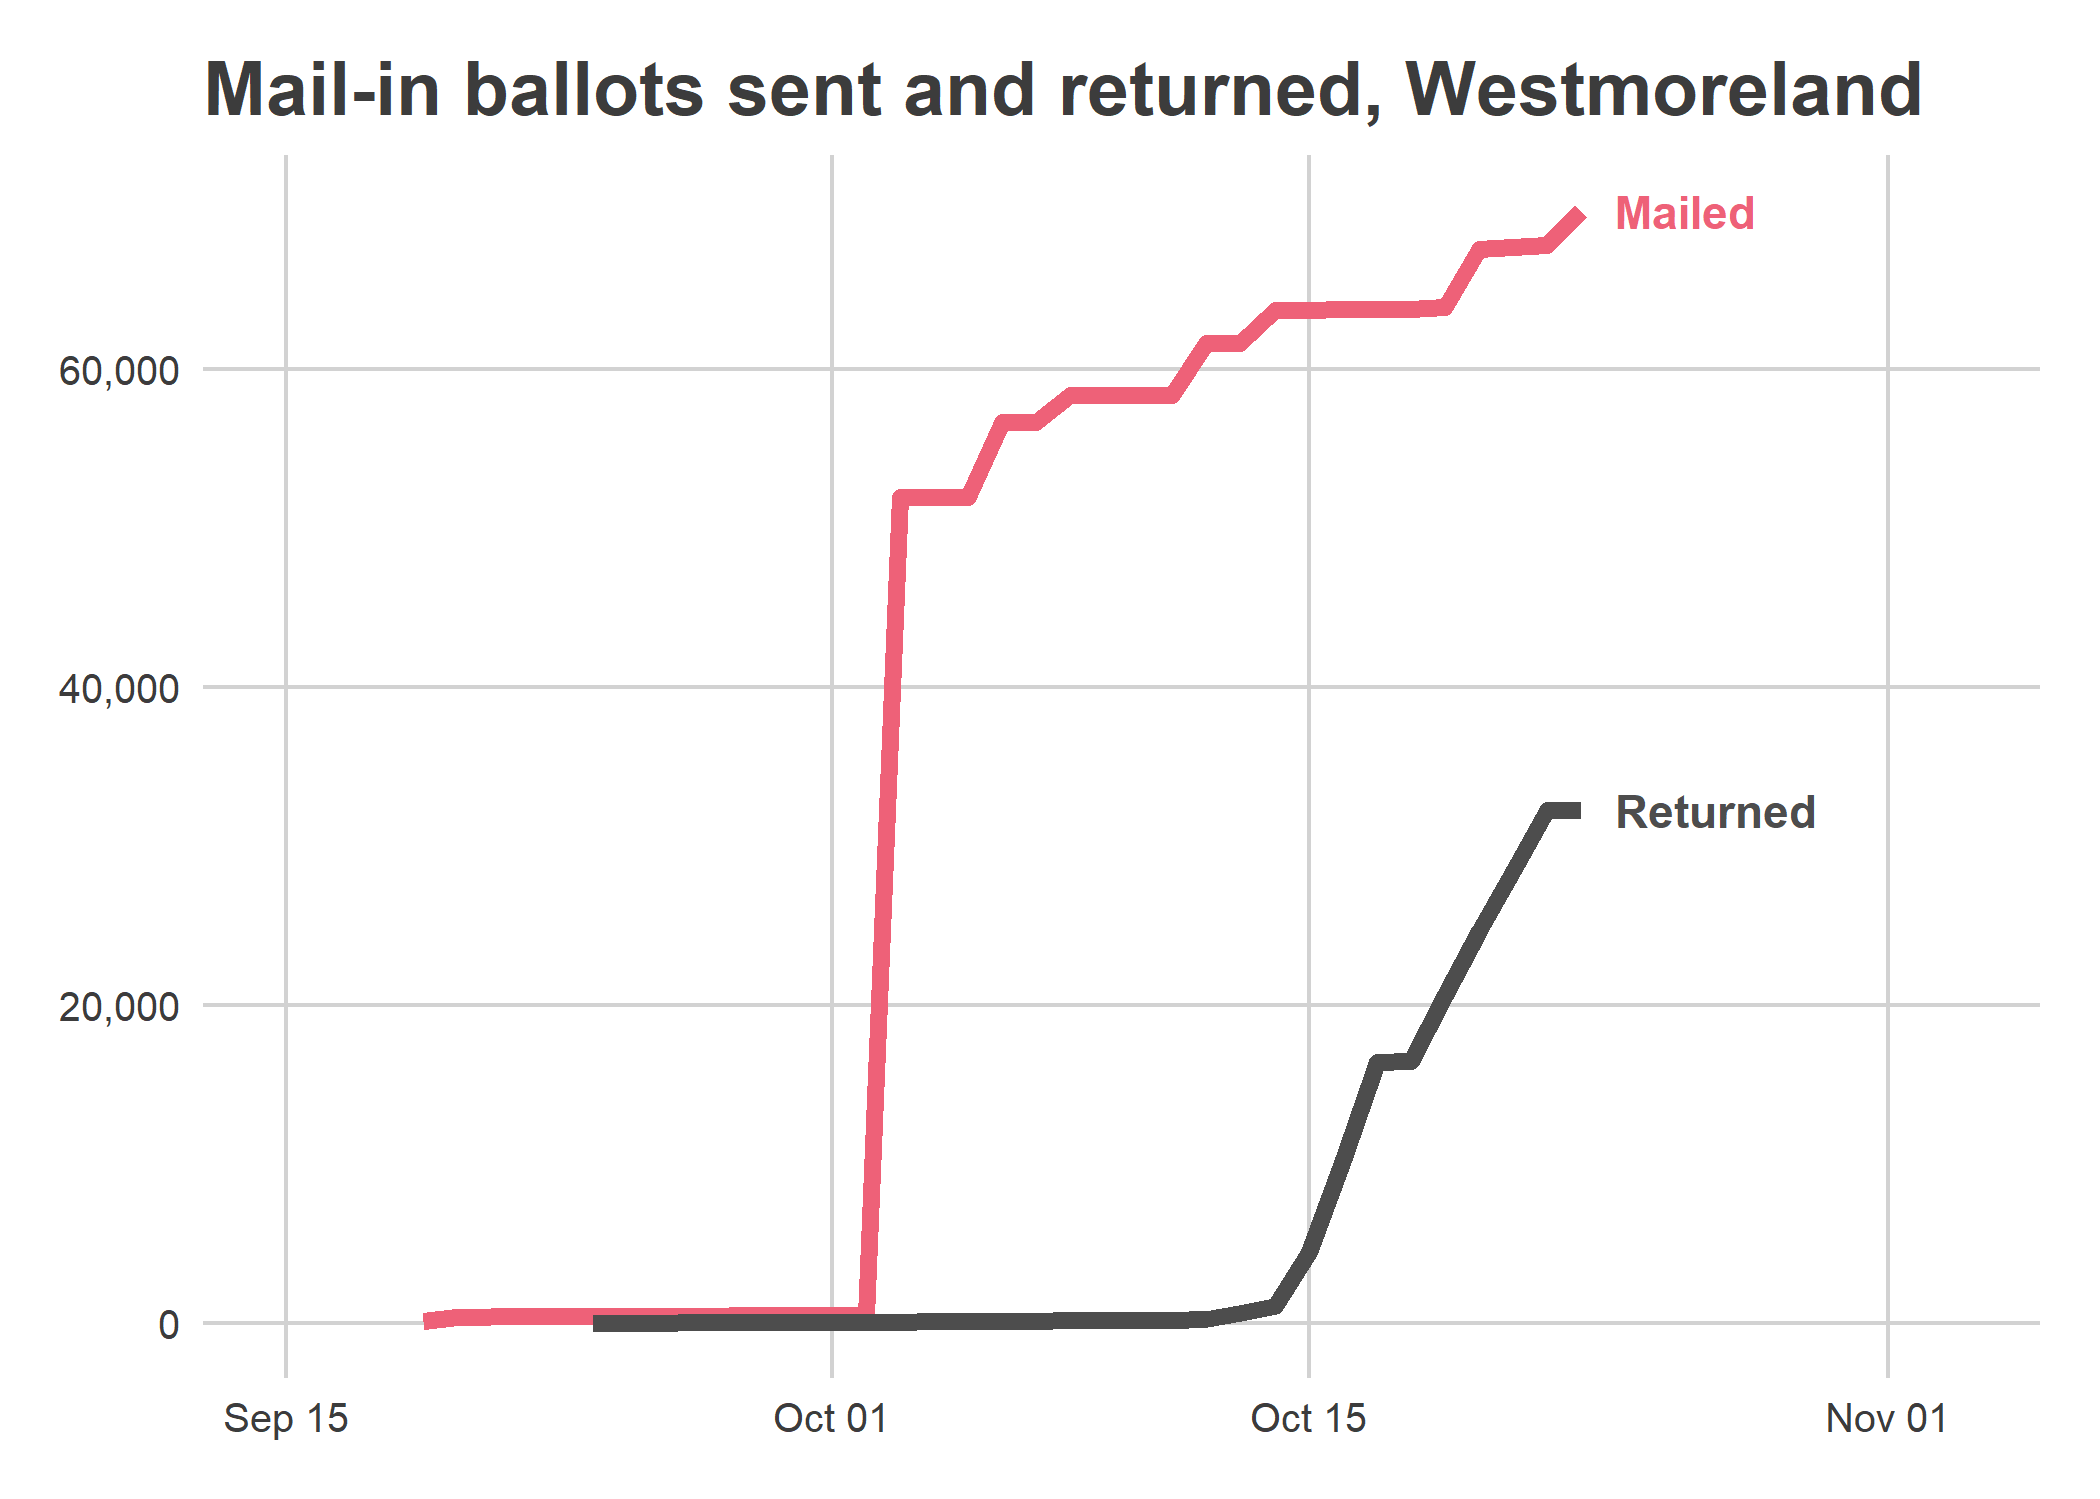 Mail-in ballots sent and returned, Westmoreland
Mailed
60,000
40,000
Returned
20,000
0
Sep 15
Oct 01
Oct 15
Nov 01